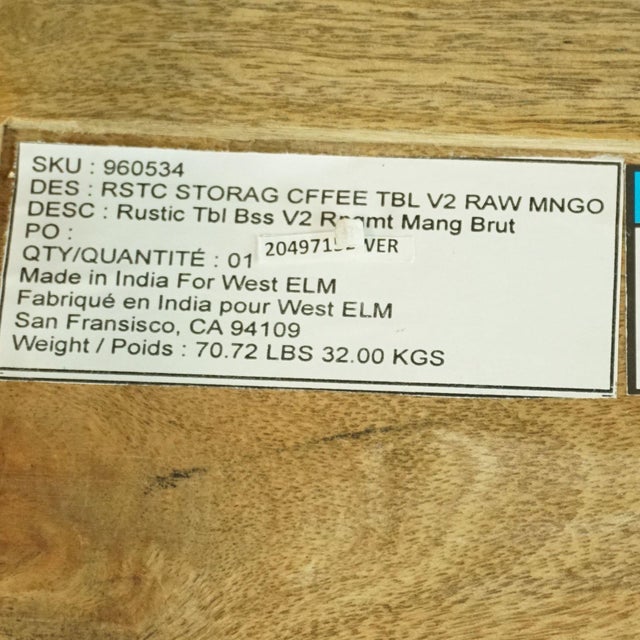 SKU : 960534
DES : RSTC STORAG CFFEE TBL V2 RAW MNGO
DESC : Rustic Tbl Bss V2 Rngmt Mang Brut
PO :
QTY/QUANTITÉ : 01
VER
Made in India For West ELM
Fabriqué en India pour West ELM
San Fransisco, CA 94109
Weight / Poids : 70.72 LBS 32.00 KGS